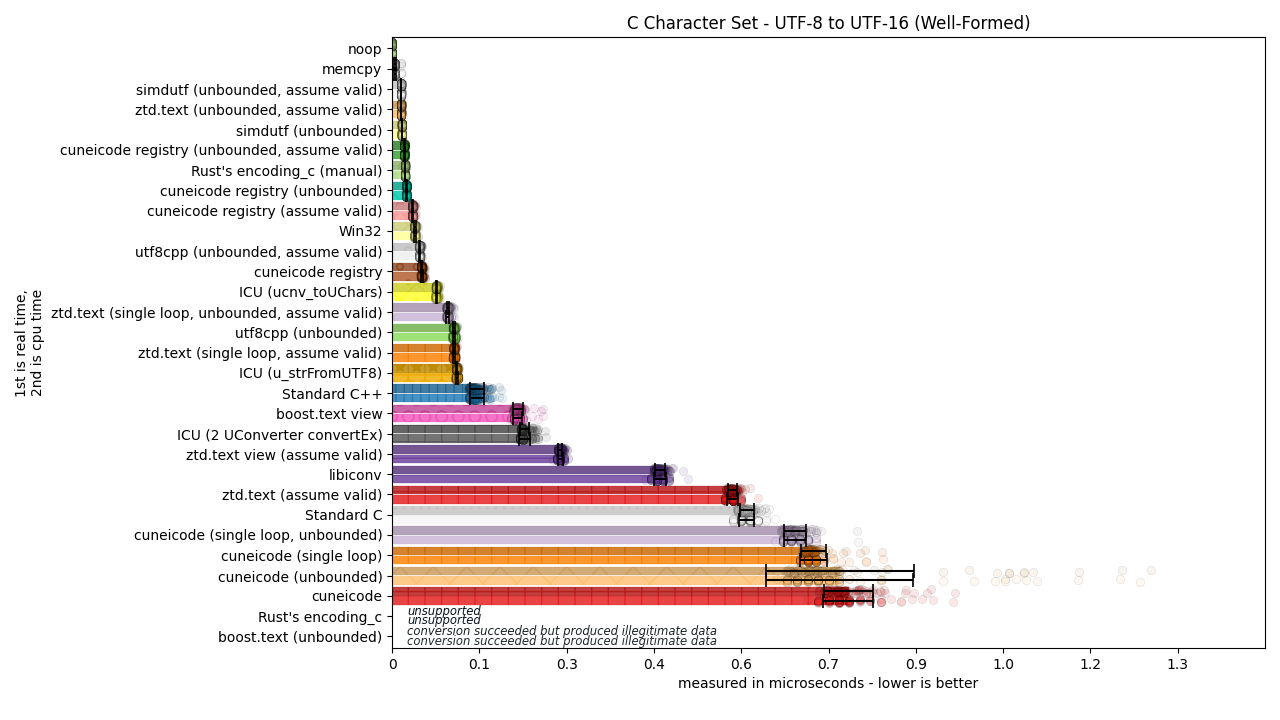 C Character Set - UTF-8 to UTF-16 (Well-Formed)
1st is real time,
2nd is cpu time
noop
memcpy
simdutf (unbounded, assume valid)
ztd.text (unbounded, assume valid)
simdutf (unbounded)
cuneicode registry (unbounded, assume valid)
Rust's encoding_c (manual)
cuneicode registry (unbounded)
cuneicode registry (assume valid)
Win32
utf8cpp (unbounded, assume valid)
cuneicode registry
ICU (ucnv_toUChars)
ztd.text (single loop, unbounded, assume valid)
utf8cpp (unbounded)
ztd.text (single loop, assume valid)
ICU (u_strFromUTF8)
Standard C++
boost.text view
ICU (2 UConverter convertEx)
ztd.text view (assume valid)
libiconv
ztd.text (assume valid)
Standard C
cuneicode (single loop, unbounded)
cuneicode (single loop)
cuneicode (unbounded)
cuneicode
Rust's encoding_c
boost.text (unbounded)
unsupported
unsupported
conversion succeeded but produced illegitimate data
conversion succeeded but produced illegitimate data
0 0.1 0.3 0.4 0.6 0.7 0.9 1.0 1.2 1.3
measured in microseconds - lower is better